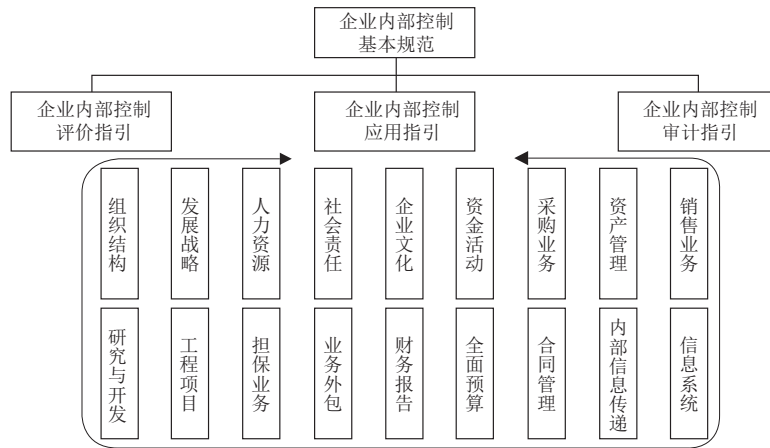 企业内部控制
基本规范
企业内部控制
评价指引
企业内部控制
应用指引
企业内部控制
审计指引
组织结构
发展战略
人力资源
社会责任
企业文化
资金活动
采购业务
资产管理
销售业务
研究与开发
工程项目
担保业务
业务外包
财务报告
全面预算
合同管理
内部信息传递
信息系统